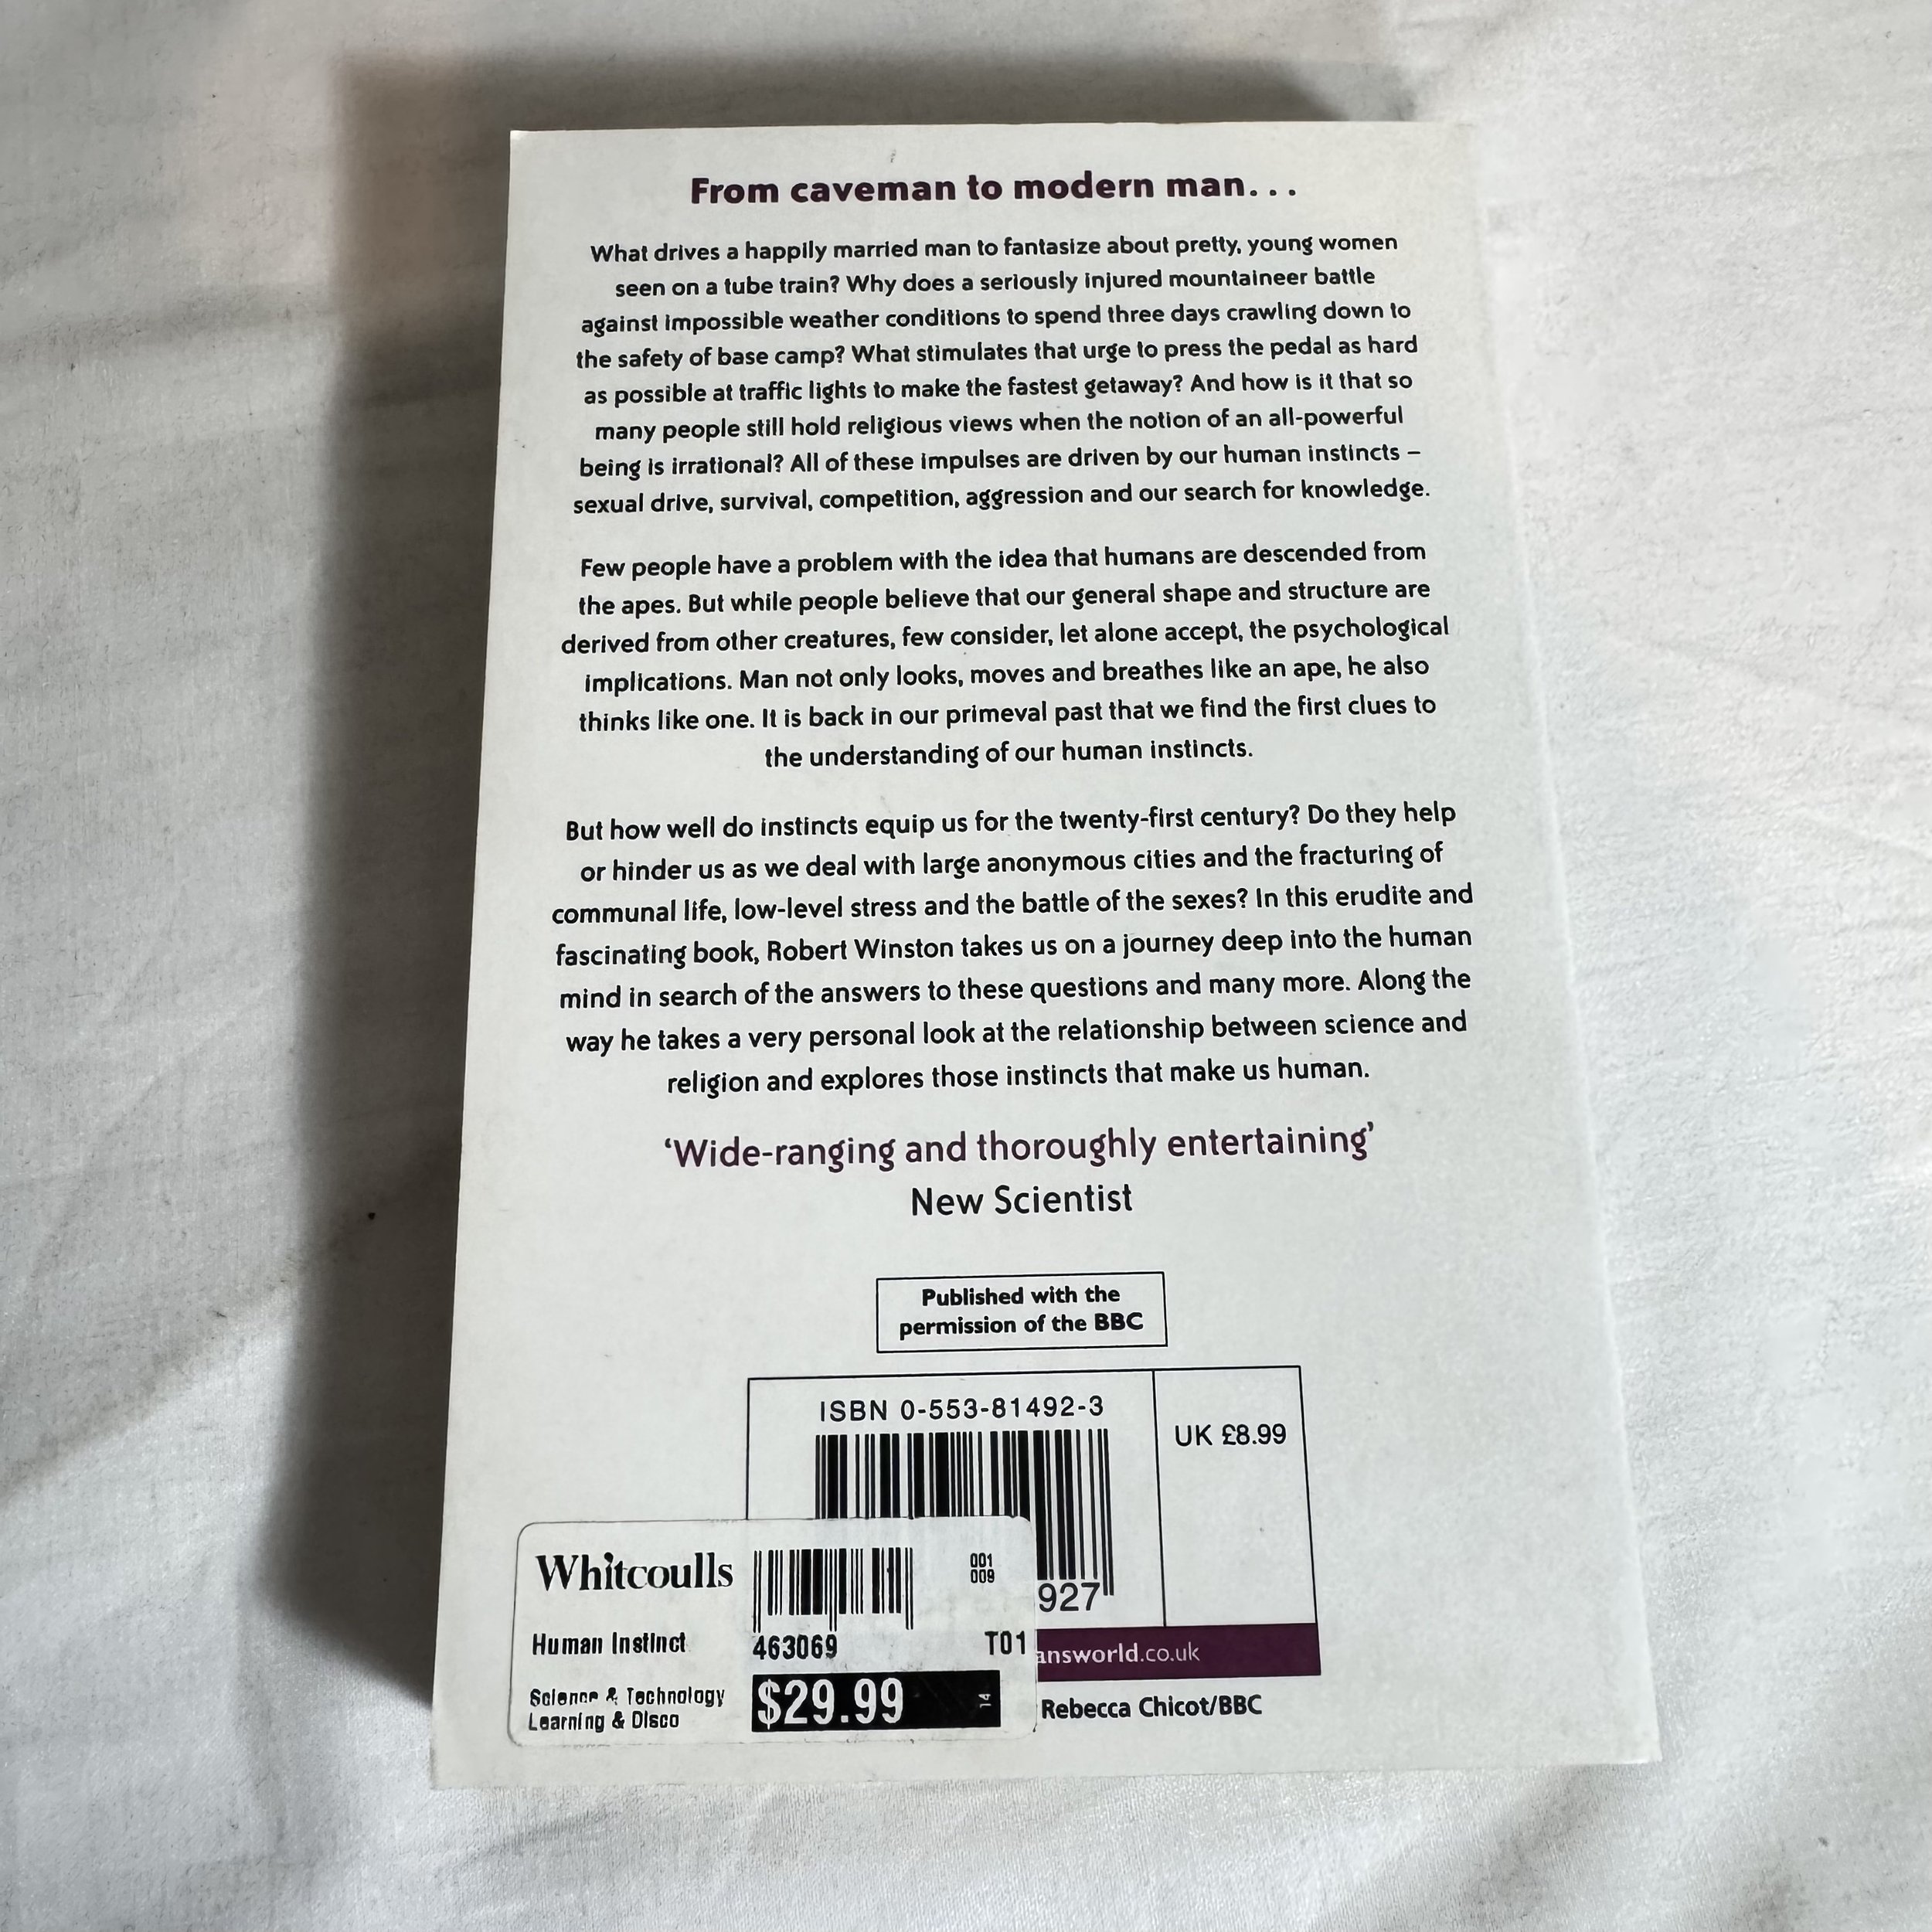 From caveman to modern man...
What drives a happily married man to fantasize about pretty, young women
seen on a tube train? Why does a seriously injured mountaineer battle
against impossible weather conditions to spend three days crawling down to
the safety of base camp? What stimulates that urge to press the pedal as hard
as possible at traffic lights to make the fastest getaway? And how is it that so
many people still hold religious views when the notion of an all-powerful
being is irrational? All of these impulses are driven by our human instincts –
sexual drive, survival, competition, aggression and our search for knowledge.
Few people have a problem with the idea that humans are descended from
the apes. But while people believe that our general shape and structure are
derived from other creatures, few consider, let alone accept, the psychological
implications. Man not only looks, moves and breathes like an ape, he also
thinks like one. It is back in our primeval past that we find the first clues to
the understanding of our human instincts.
But how well do instincts equip us for the twenty-first century? Do they help
or hinder us as we deal with large anonymous cities and the fracturing of
communal life, low-level stress and the battle of the sexes? In this erudite and
fascinating book, Robert Winston takes us on a journey deep into the human
mind in search of the answers to these questions and many more. Along the
way he takes a very personal look at the relationship between science and
religion and explores those instincts that make us human.
‘Wide-ranging and thoroughly entertaining’
New Scientist
Published with the
permission of the BBC
ISBN 0-553-81492-3
UK £8.99
927
answorld.co.uk
Rebecca Chicot/BBC
Whitcoulls
001
009
Human Instinct
463069 T01
Science & Technology
Learning & Disco
$29.99
14